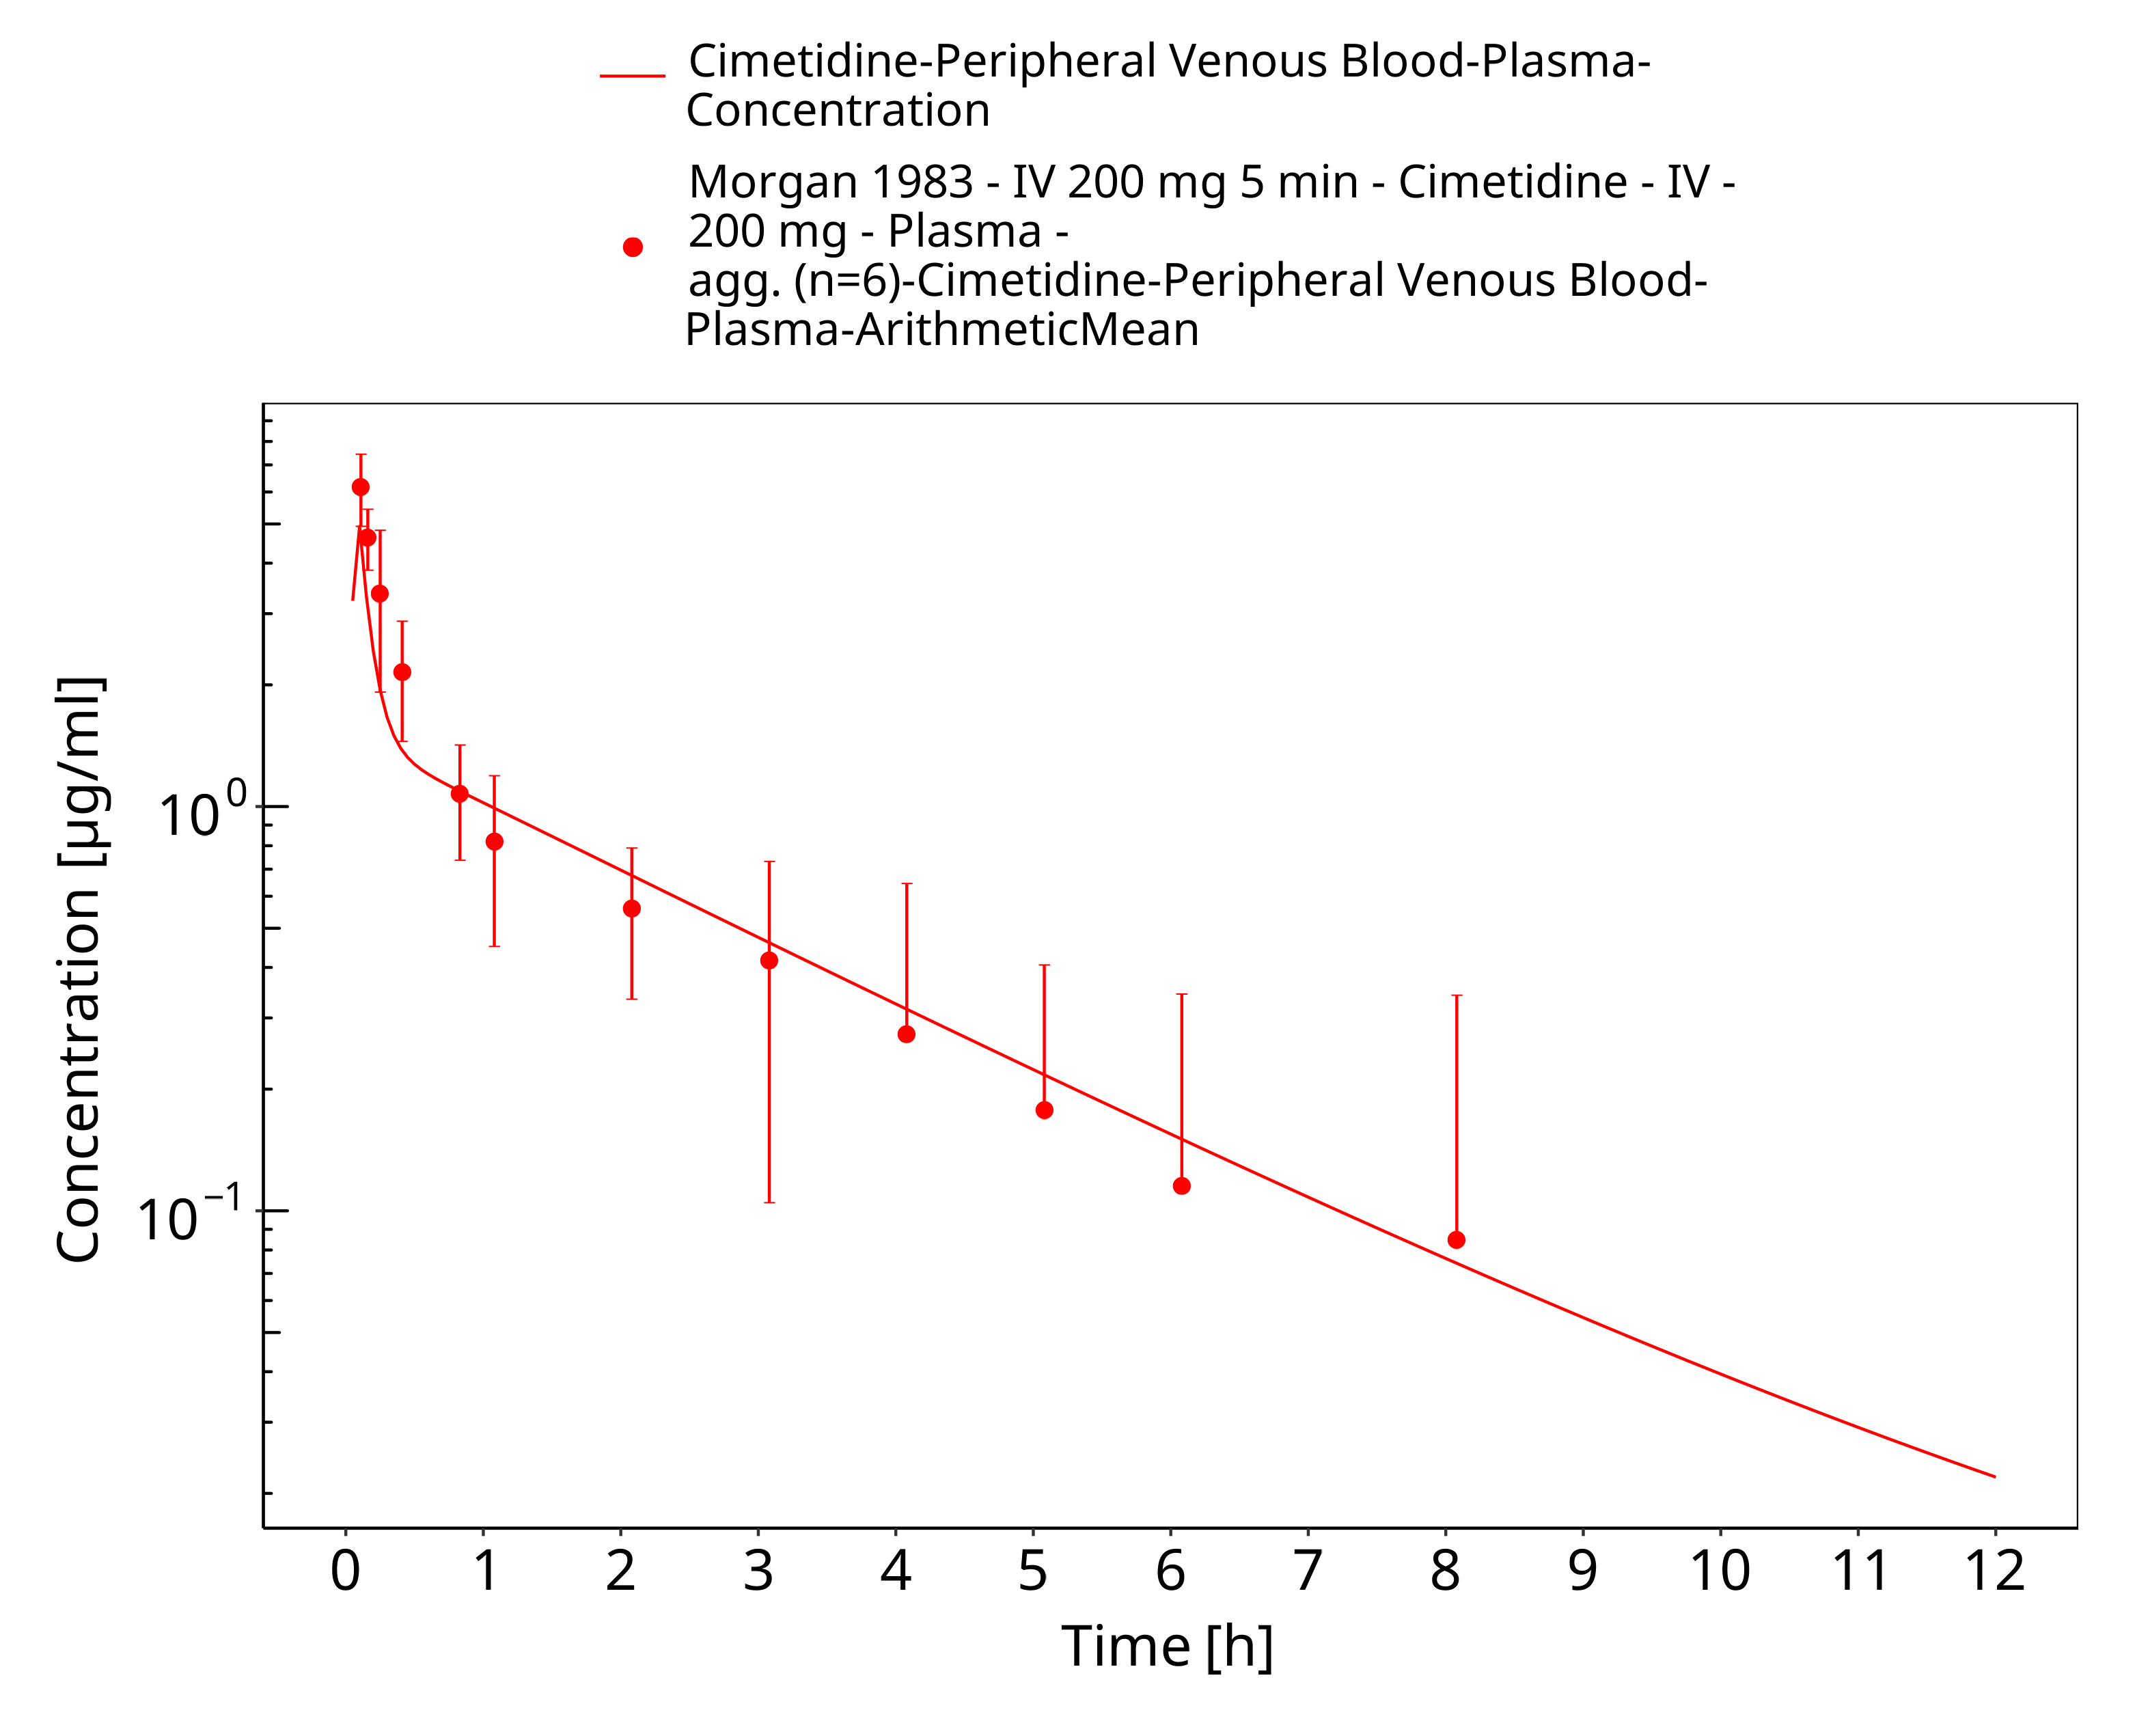 Cimetidine-Peripheral Venous Blood-Plasma-
Concentration
Morgan 1983 - IV 200 mg 5 min - Cimetidine - IV -
200 mg - Plasma -
agg. (n=6)-Cimetidine-Peripheral Venous Blood-
Plasma-ArithmeticMean
Concentration [µg/ml]
10⁰
10⁻¹
0 1 2 3 4 5 6 7 8 9 10 11 12
Time [h]